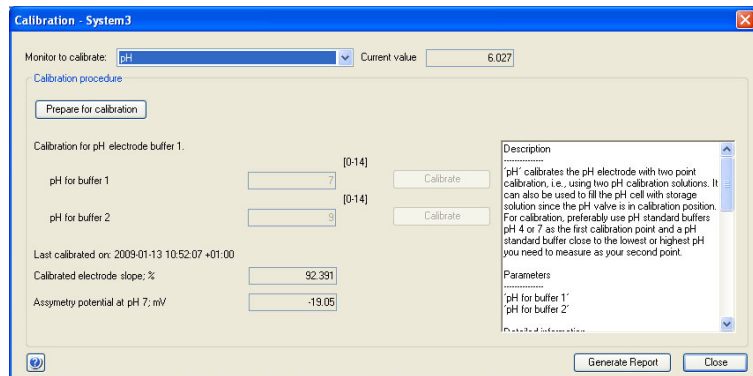 Calibration - System3
Monitor to calibrate: pH Current value 6.027
Calibration procedure
Prepare for calibration
Calibration for pH electrode buffer 1.
[0-14]
pH for buffer 1 7 Calibrate
[0-14]
pH for buffer 2 9 Calibrate
Last calibrated on: 2009-01-13 10:52:07 +01:00
Calibrated electrode slope; % 92.391
Assymetry potential at pH 7; mV -19.05
Description
---------------
'pH' calibrates the pH electrode with two point
calibration, i.e., using two pH calibration solutions. It
can also be used to fill the pH cell with storage
solution since the pH valve is in calibration position.
For calibration, preferably use pH standard buffers
pH 4 or 7 as the first calibration point and a pH
standard buffer close to the lowest or highest pH
you need to measure as your second point.
Parameters
---------------
'pH for buffer 1'
'pH for buffer 2'
Detailed information
Generate Report Close